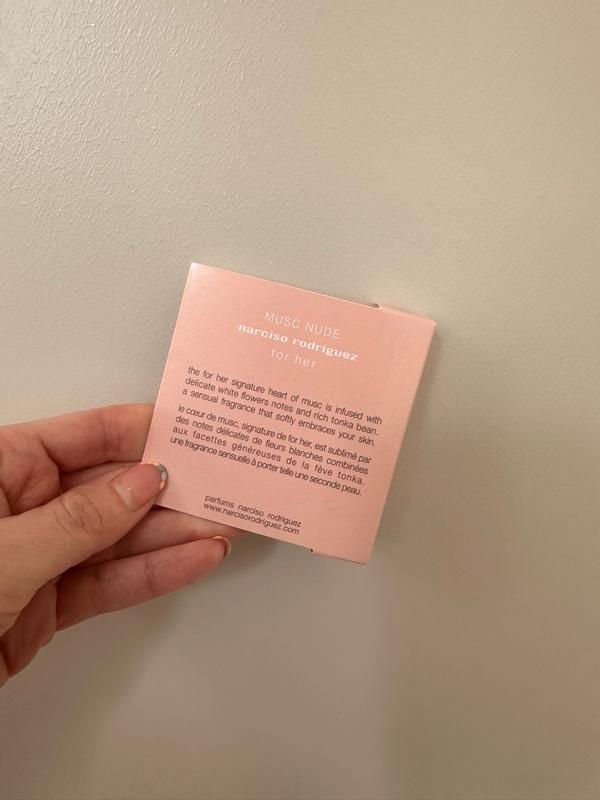 MUSC NUDE
narciso rodriguez
for her
the for her signature heart of musc is infused with
delicate white flowers notes and rich tonka bean..
a sensual fragrance that softly embraces your skin.
le cœur de musc, signature de for her, est sublimé par
des notes délicates de fleurs blanches combinées
aux facettes généreuses de la fève tonka.
une fragrance sensuelle à porter telle une seconde peau.
parfums narciso rodriguez
www.narcisorodriguez.com